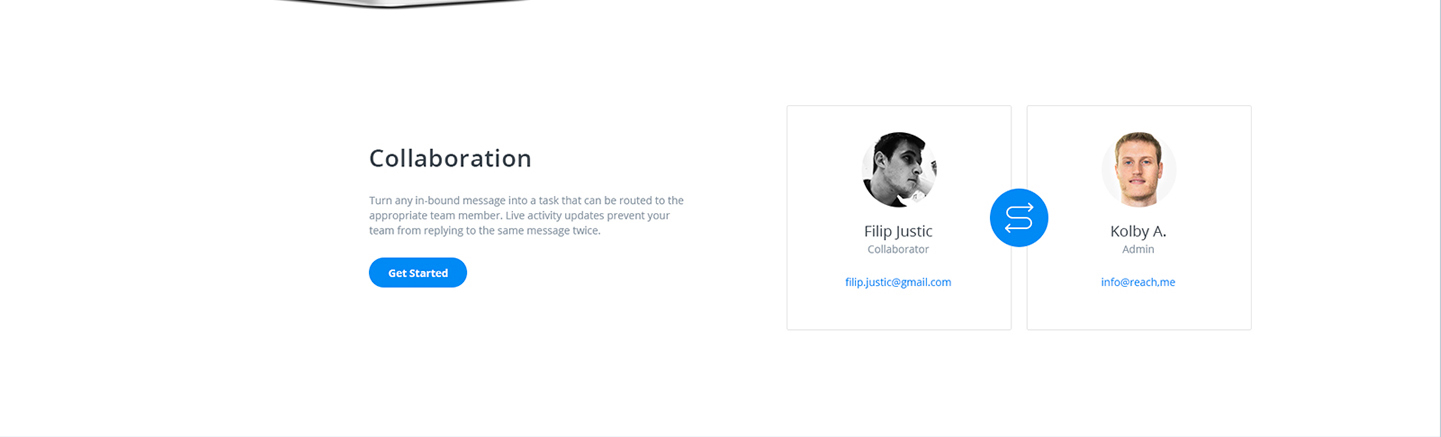 Collaboration
Turn any in-bound message into a task that can be routed to the
appropriate team member. Live activity updates prevent your
team from replying to the same message twice.
Get Started
Filip Justic
Collaborator
filip.justic@gmail.com
Kolby A.
Admin
info@reach,me